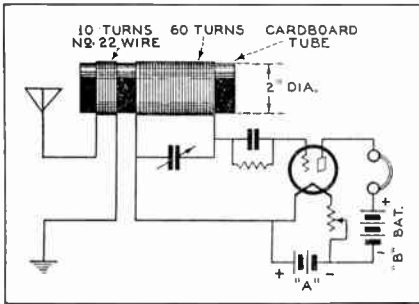 10 TURNS
No. 22 WIRE
60 TURNS
CARDBOARD
TUBE
2" DIA.
+
"B" BAT.
-
+ "A" -